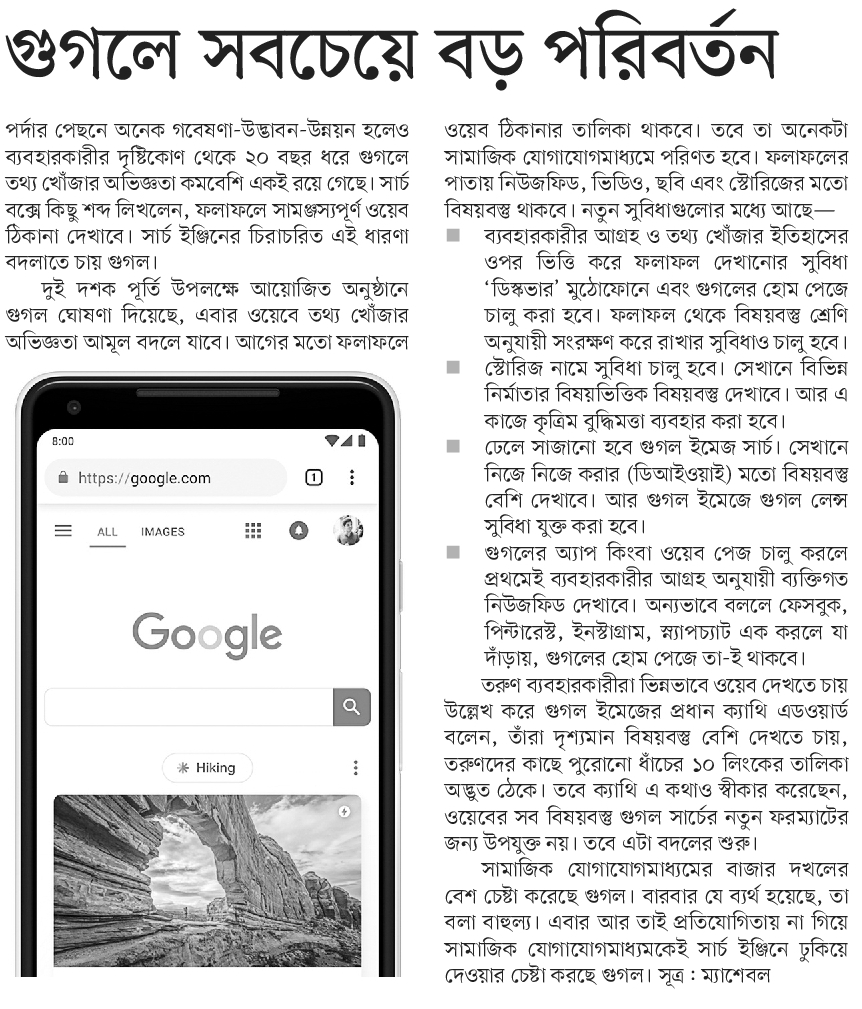 গুগলে সবচেয়ে বড় পরিবর্তন
পর্দার পেছনে অনেক গবেষণা-উদ্ভাবন-উন্নয়ন হলেও
ব্যবহারকারীর দৃষ্টিকোণ থেকে ২০ বছর ধরে গুগলে
তথ্য খোঁজার অভিজ্ঞতা কমবেশি একই রয়ে গেছে। সার্চ
বক্সে কিছু শব্দ লিখলেন, ফলাফলে সামঞ্জস্যপূর্ণ ওয়েব
ঠিকানা দেখাবে। সার্চ ইঞ্জিনের চিরাচরিত এই ধারণা
বদলাতে চায় গুগল।
দুই দশক পূর্তি উপলক্ষে আয়োজিত অনুষ্ঠানে
গুগল ঘোষণা দিয়েছে, এবার ওয়েবে তথ্য খোঁজার
অভিজ্ঞতা আমূল বদলে যাবে। আগের মতো ফলাফলে
8:00
https://google.com
1
ALL IMAGES
Google
Hiking
ওয়েব ঠিকানার তালিকা থাকবে। তবে তা অনেকটা
সামাজিক যোগাযোগমাধ্যমে পরিণত হবে। ফলাফলের
পাতায় নিউজফিড, ভিডিও, ছবি এবং স্টোরিজের মতো
বিষয়বস্তু থাকবে। নতুন সুবিধাগুলোর মধ্যে আছে—
■ ব্যবহারকারীর আগ্রহ ও তথ্য খোঁজার ইতিহাসের
ওপর ভিত্তি করে ফলাফল দেখানোর সুবিধা
‘ডিস্কভার’ মুঠোফোনে এবং গুগলের হোম পেজে
চালু করা হবে। ফলাফল থেকে বিষয়বস্তু শ্রেণি
অনুযায়ী সংরক্ষণ করে রাখার সুবিধাও চালু হবে।
■ স্টোরিজ নামে সুবিধা চালু হবে। সেখানে বিভিন্ন
নির্মাতার বিষয়ভিত্তিক বিষয়বস্তু দেখাবে। আর এ
কাজে কৃত্রিম বুদ্ধিমত্তা ব্যবহার করা হবে।
■ ঢেলে সাজানো হবে গুগল ইমেজ সার্চ। সেখানে
নিজে নিজে করার (ডিআইওয়াই) মতো বিষয়বস্তু
বেশি দেখাবে। আর গুগল ইমেজে গুগল লেন্স
সুবিধা যুক্ত করা হবে।
■ গুগলের অ্যাপ কিংবা ওয়েব পেজ চালু করলে
প্রথমেই ব্যবহারকারীর আগ্রহ অনুযায়ী ব্যক্তিগত
নিউজফিড দেখাবে। অন্যভাবে বললে ফেসবুক,
পিন্টারেস্ট, ইনস্টাগ্রাম, স্ন্যাপচ্যাট এক করলে যা
দাঁড়ায়, গুগলের হোম পেজে তা-ই থাকবে।
তরুণ ব্যবহারকারীরা ভিন্নভাবে ওয়েব দেখতে চায়
উল্লেখ করে গুগল ইমেজের প্রধান ক্যাথি এডওয়ার্ড
বলেন, তাঁরা দৃশ্যমান বিষয়বস্তু বেশি দেখতে চায়,
তরুণদের কাছে পুরোনো ধাঁচের ১০ লিংকের তালিকা
অদ্ভুত ঠেকে। তবে ক্যাথি এ কথাও স্বীকার করেছেন,
ওয়েবের সব বিষয়বস্তু গুগল সার্চের নতুন ফরম্যাটের
জন্য উপযুক্ত নয়। তবে এটা বদলের শুরু।
সামাজিক যোগাযোগমাধ্যমের বাজার দখলের
বেশ চেষ্টা করেছে গুগল। বারবার যে ব্যর্থ হয়েছে, তা
বলা বাহুল্য। এবার আর তাই প্রতিযোগিতায় না গিয়ে
সামাজিক যোগাযোগমাধ্যমকেই সার্চ ইঞ্জিনে ঢুকিয়ে
দেওয়ার চেষ্টা করছে গুগল। সূত্র : ম্যাশেবল